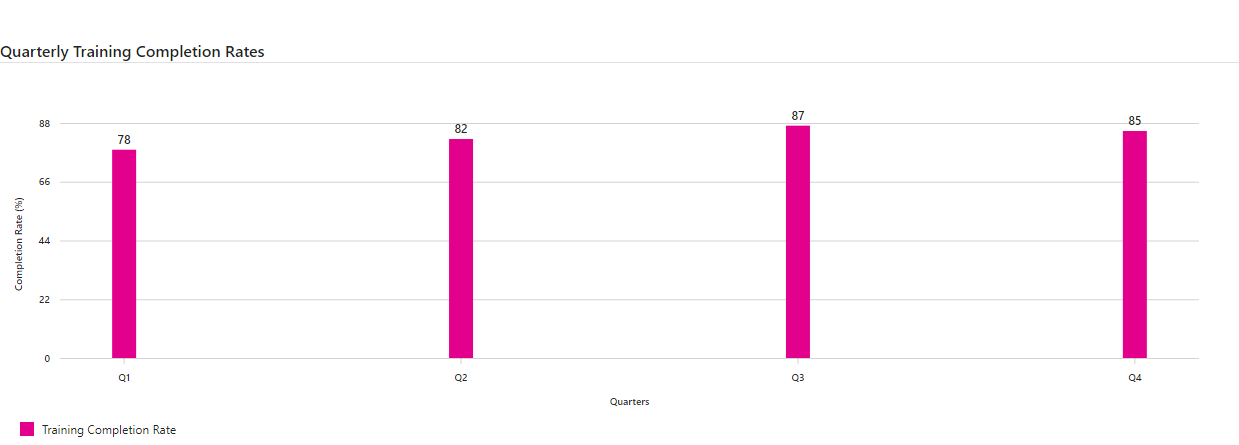 Quarterly Training Completion Rates
87
85
88
82
78
66
Completion Rate (%)
44
22
0
Q1 Q2 Q3 Q4
Quarters
Training Completion Rate